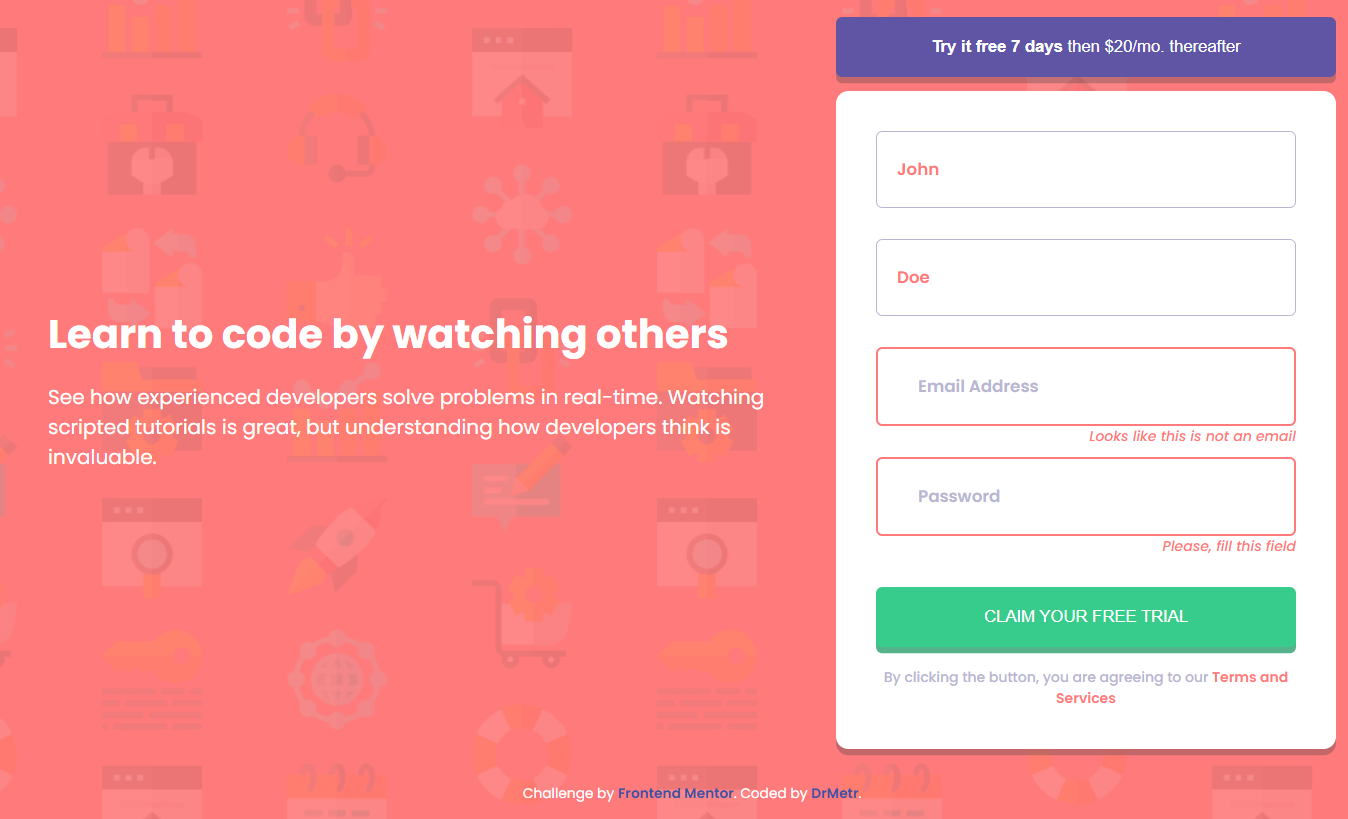 Try it free 7 days then $20/mo. thereafter
Learn to code by watching others
See how experienced developers solve problems in real-time. Watching
scripted tutorials is great, but understanding how developers think is
invaluable.
John
Doe
Email Address
Looks like this is not an email
Password
Please, fill this field
CLAIM YOUR FREE TRIAL
By clicking the button, you are agreeing to our Terms and
Services
Challenge by Frontend Mentor. Coded by DrMetr.